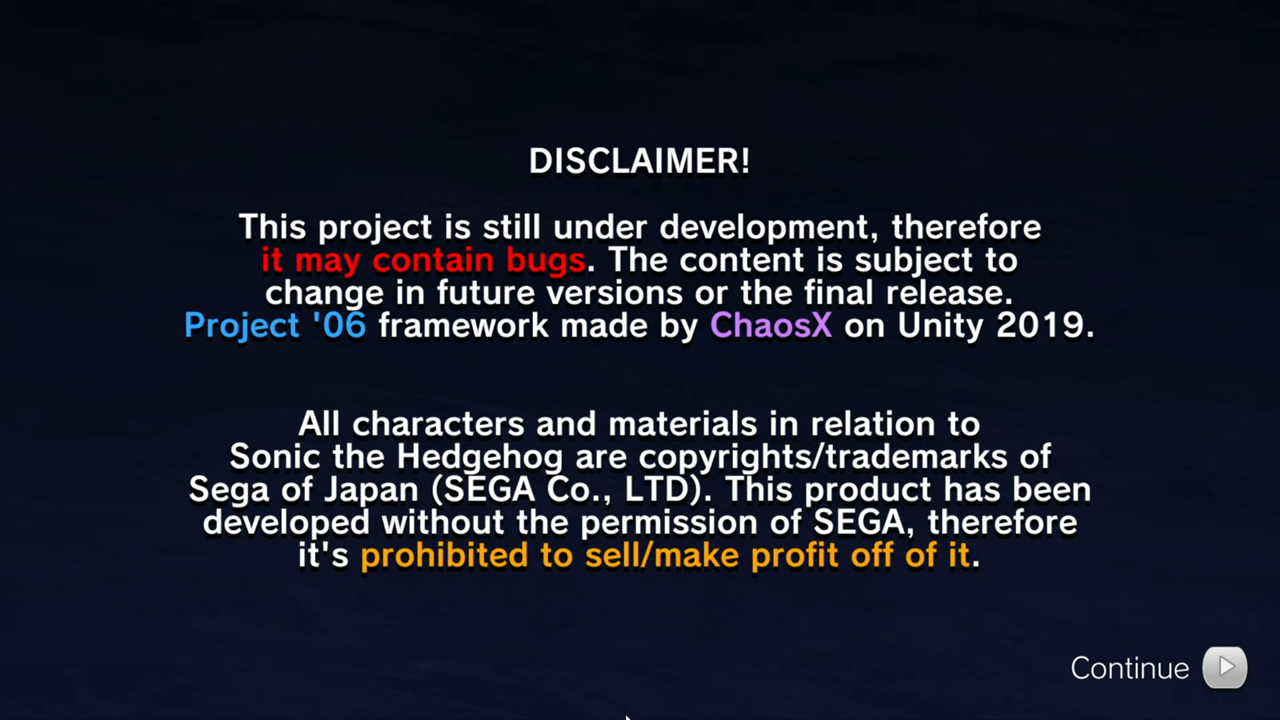 DISCLAIMER!
This project is still under development, therefore
it may contain bugs. The content is subject to
change in future versions or the final release.
Project '06 framework made by ChaosX on Unity 2019.
All characters and materials in relation to
Sonic the Hedgehog are copyrights/trademarks of
Sega of Japan (SEGA Co., LTD). This product has been
developed without the permission of SEGA, therefore
it's prohibited to sell/make profit off of it.
Continue